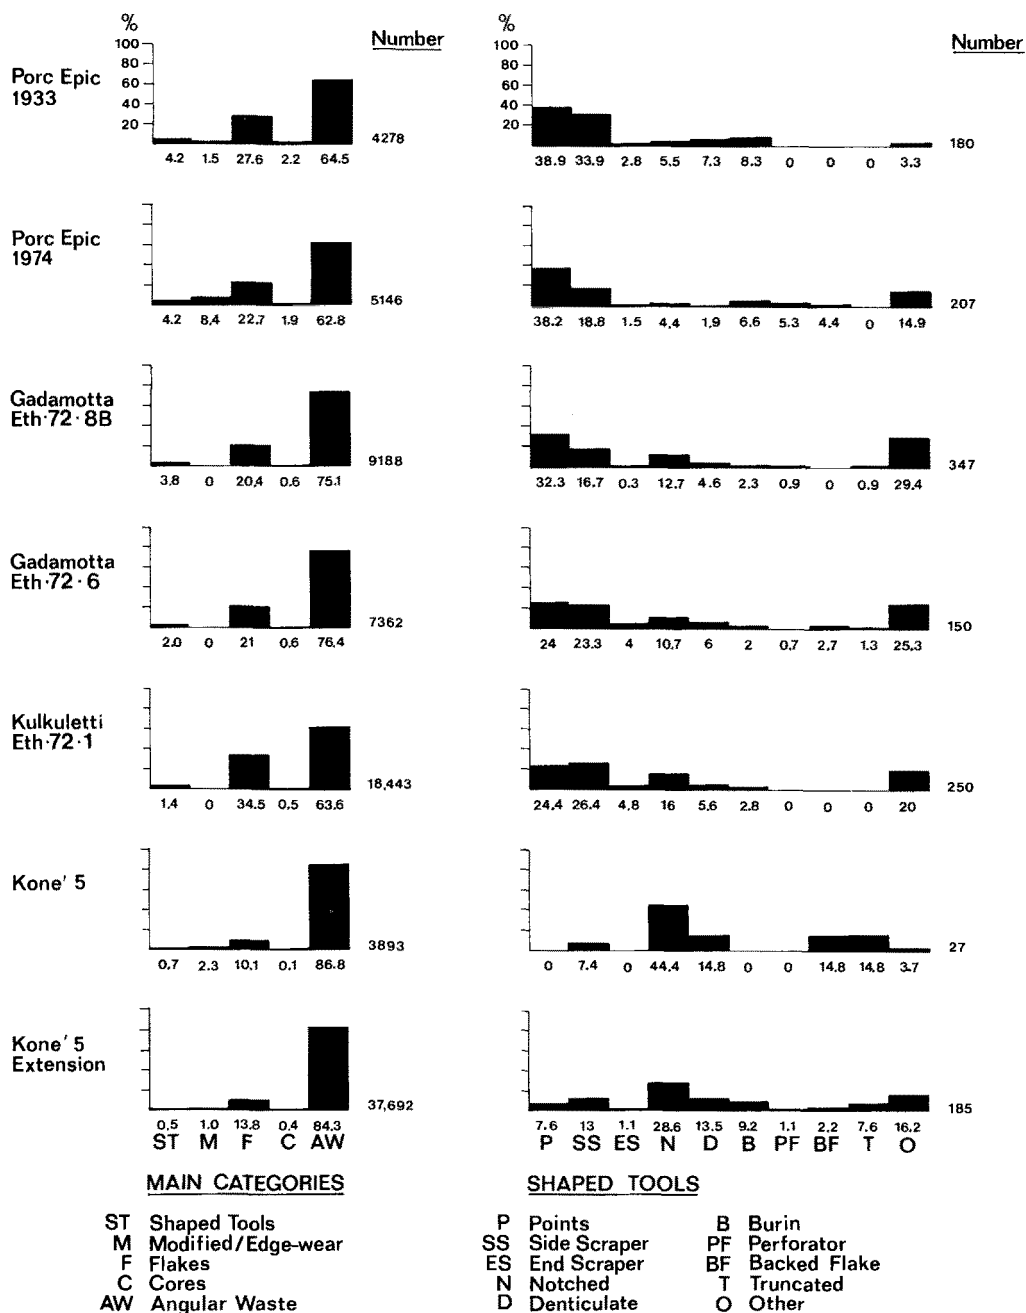 % Number % Number
100 100
80 80
60 60
40 40
20 20
Porc Epic
1933
4278 180
4.2 1.5 27.6 2.2 64.5 38.9 33.9 2.8 5.5 7.3 8.3 0 0 0 3.3
Porc Epic
1974
5146 207
4.2 8.4 22.7 1.9 62.8 38.2 18.8 1.5 4.4 1.9 6.6 5.3 4.4 0 14.9
Gadamotta
Eth·72·8B
9188 347
3.8 0 20.4 0.6 75.1 32.3 16.7 0.3 12.7 4.6 2.3 0.9 0 0.9 29.4
Gadamotta
Eth·72·6
7362 150
2.0 0 21 0.6 76.4 24 23.3 4 10.7 6 2 0.7 2.7 1.3 25.3
Kulkuletti
Eth·72·1
18,443 250
1.4 0 34.5 0.5 63.6 24.4 26.4 4.8 16 5.6 2.8 0 0 0 20
Kone' 5
3893 27
0.7 2.3 10.1 0.1 86.8 0 7.4 0 44.4 14.8 0 0 14.8 14.8 3.7
Kone' 5
Extension
37,692 185
0.5 1.0 13.8 0.4 84.3 7.6 13 1.1 28.6 13.5 9.2 1.1 2.2 7.6 16.2
ST M F C AW P SS ES N D B PF BF T O
MAIN CATEGORIES SHAPED TOOLS
ST Shaped Tools P Points B Burin
M Modified/Edge-wear SS Side Scraper PF Perforator
F Flakes ES End Scraper BF Backed Flake
C Cores N Notched T Truncated
AW Angular Waste D Denticulate O Other